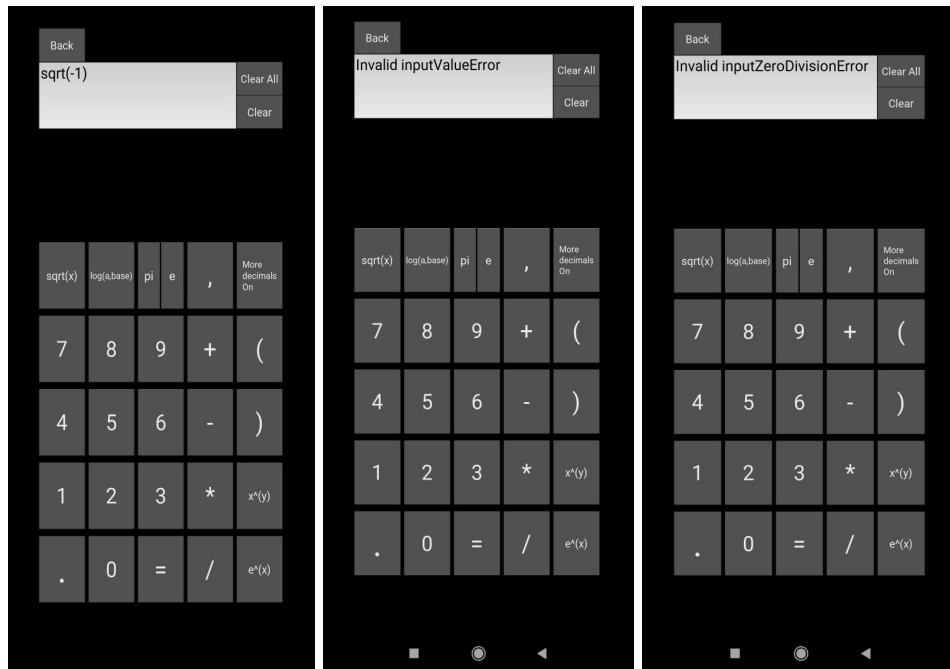 Back
sqrt(-1)
Clear All
Clear
sqrt(x) log(a,base) pi e , More decimals On
7 8 9 + (
4 5 6 - )
1 2 3 * x^(y)
. 0 = / e^(x)
Back
Invalid inputValueError
Clear All
Clear
sqrt(x) log(a,base) pi e , More decimals On
7 8 9 + (
4 5 6 - )
1 2 3 * x^(y)
. 0 = / e^(x)
Back
Invalid inputZeroDivisionError
Clear All
Clear
sqrt(x) log(a,base) pi e , More decimals On
7 8 9 + (
4 5 6 - )
1 2 3 * x^(y)
. 0 = / e^(x)